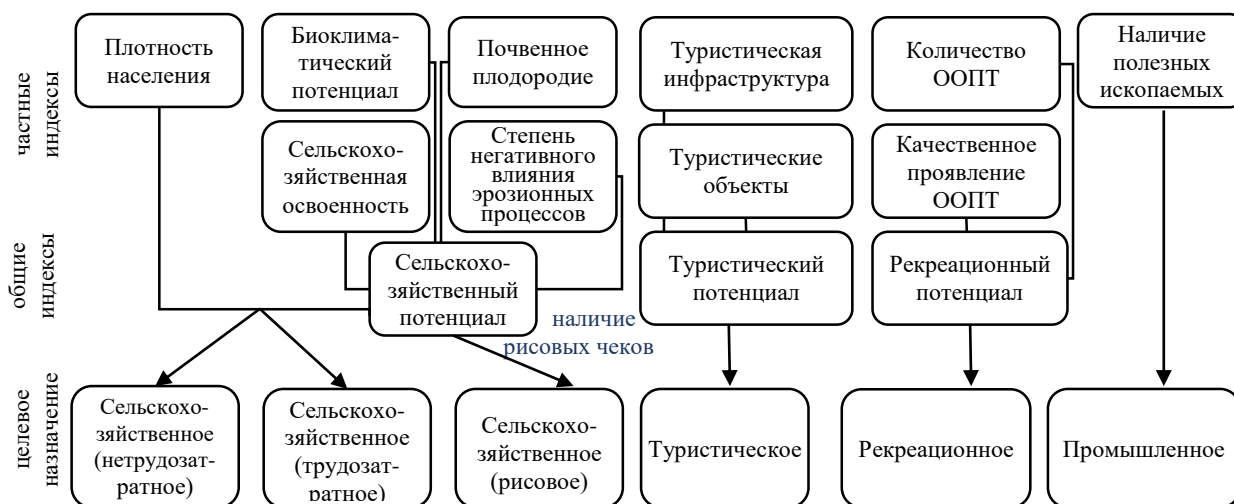 частные
индексы
Плотность
населения
Биоклима-
тический
потенциал
Почвенное
плодородие
Туристическая
инфраструктура
Количество
ООПТ
Наличие
полезных
ископаемых
Сельскохо-
зяйственная
освоенность
Степень
негативного
влияния
эрозионных
процессов
Туристические
объекты
Качественное
проявление
ООПТ
общие
индексы
Сельскохо-
зяйственный
потенциал
Туристический
потенциал
Рекреационный
потенциал
наличие
рисовых чеков
целевое
назначение
Сельскохо-
зяйственное
(нетрудозат-
ратное)
Сельскохо-
зяйственное
(трудозат-
ратное)
Сельскохо-
зяйственное
(рисовое)
Туристическое
Рекреационное
Промышленное